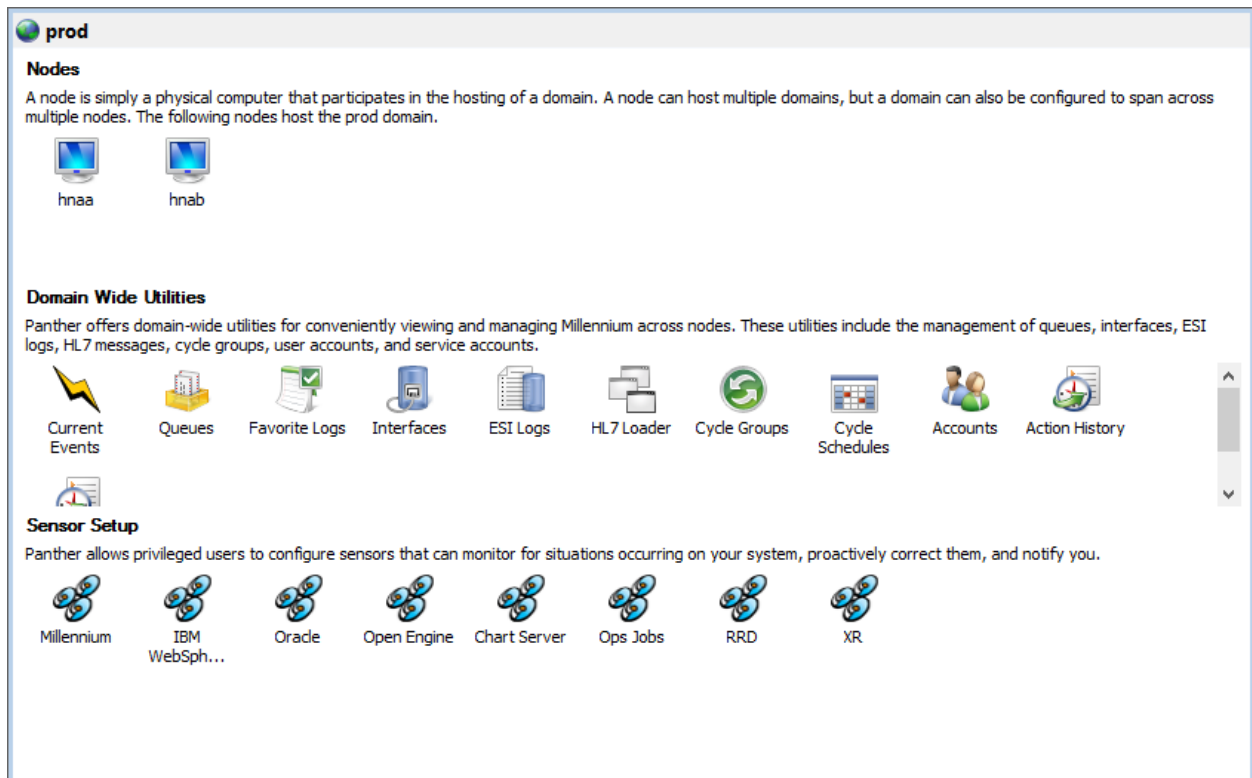 prod
Nodes
A node is simply a physical computer that participates in the hosting of a domain. A node can host multiple domains, but a domain can also be configured to span across
multiple nodes. The following nodes host the prod domain.
hnaa hnab
Domain Wide Utilities
Panther offers domain-wide utilities for conveniently viewing and managing Millennium across nodes. These utilities include the management of queues, interfaces, ESI
logs, HL7 messages, cycle groups, user accounts, and service accounts.
Current Queues Favorite Logs Interfaces ESI Logs HL7 Loader Cycle Groups Cycle Accounts Action History
Events Schedules
Sensor Setup
Panther allows privileged users to configure sensors that can monitor for situations occurring on your system, proactively correct them, and notify you.
Millennium IBM Oracle Open Engine Chart Server Ops Jobs RRD XR
WebSph...